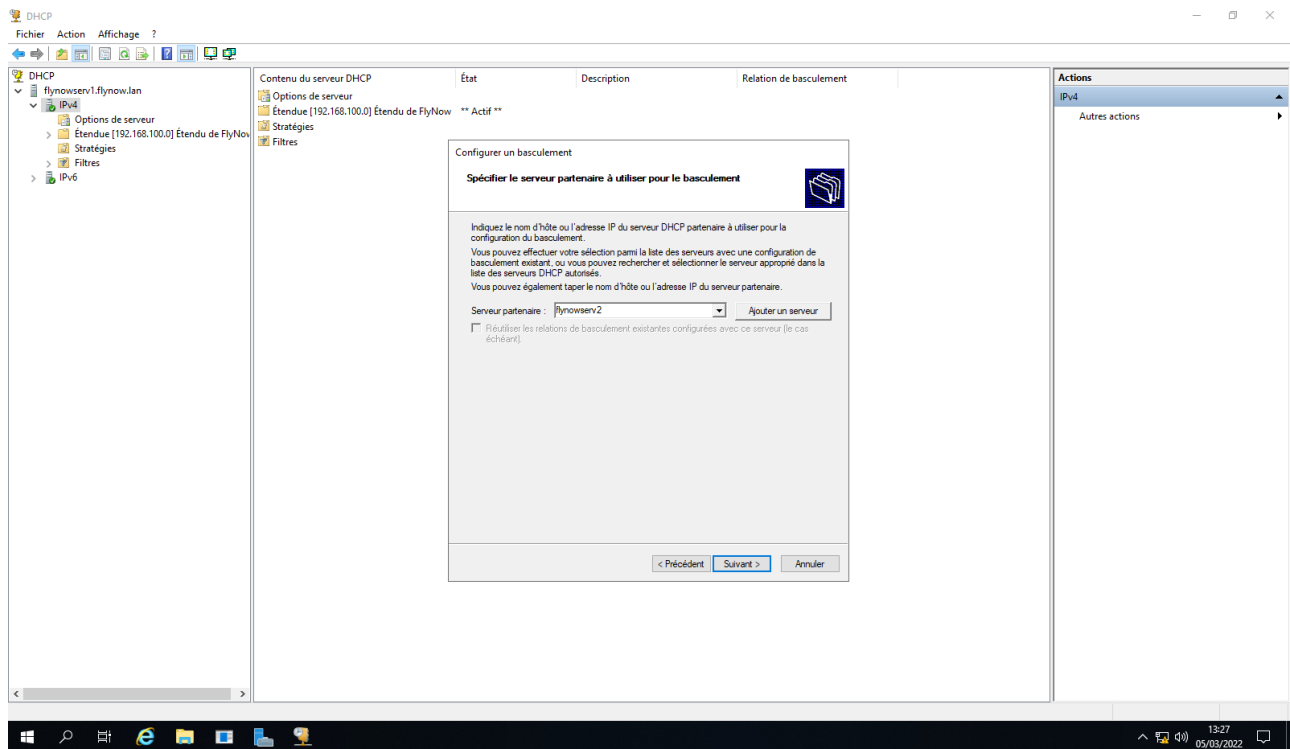 DHCP
Fichier Action Affichage ?
DHCP
flynowserv1.flynow.lan
IPv4
Options de serveur
Étendue [192.168.100.0] Étendu de FlyNov
Stratégies
Filtres
IPv6
Contenu du serveur DHCP État Description Relation de basculement
Options de serveur
Étendue [192.168.100.0] Étendu de FlyNow ** Actif **
Stratégies
Filtres
Configurer un basculement
Spécifier le serveur partenaire à utiliser pour le basculement
Indiquez le nom d'hôte ou l'adresse IP du serveur DHCP partenaire à utiliser pour la
configuration du basculement.
Vous pouvez effectuer votre sélection parmi la liste des serveurs avec une configuration de
basculement existant, ou vous pouvez rechercher et sélectionner le serveur approprié dans la
liste des serveurs DHCP autorisés.
Vous pouvez également taper le nom d'hôte ou l'adresse IP du serveur partenaire.
Serveur partenaire : flynowserv2 Ajouter un serveur
Réutiliser les relations de basculement existantes configurées avec ce serveur (le cas
échéant).
< Précédent Suivant > Annuler
Actions
IPv4
Autres actions
13:27
05/03/2022